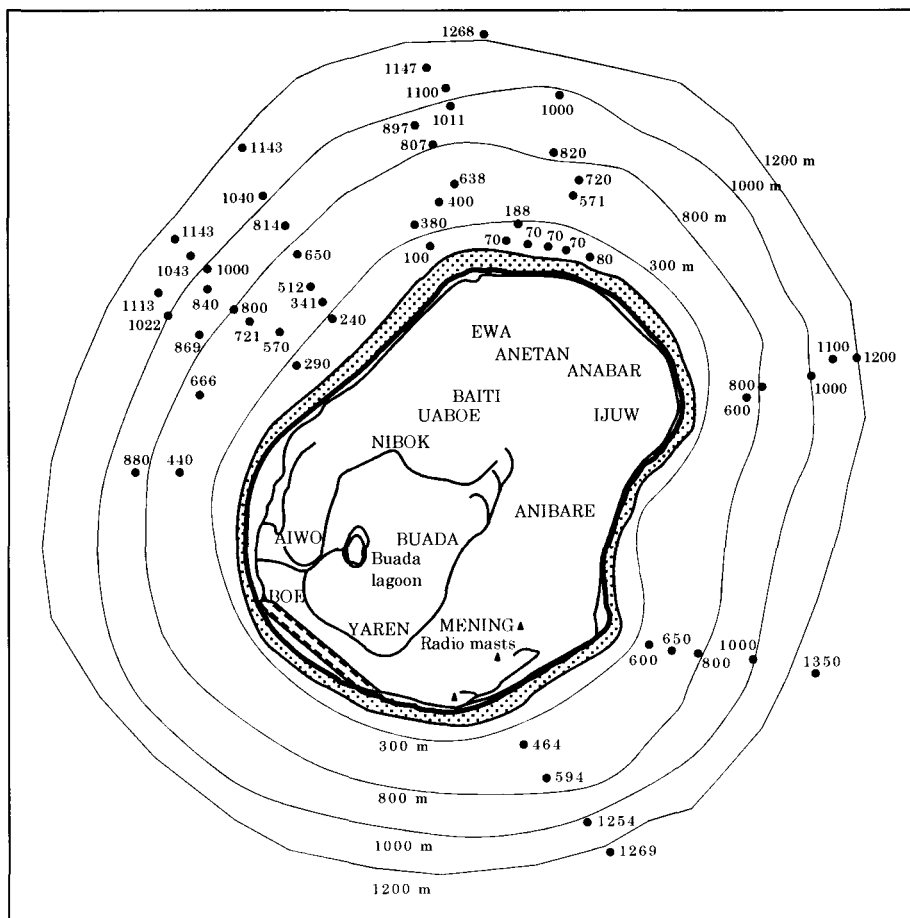 1268
1147
1100
1000
1011
897
807
1143
820
1200 m
1000 m
638
720
1040
571
400
800 m
814
188
380
70
70
70
70
1143
100
80
650
300 m
1043
1000
512
1113
840
341
800
240
1022
721
570
869
EWA
ANETAN
1100
1200
290
ANABAR
1000
800
666
BAITI
600
UABOE
IJUW
NIBOK
880
440
ANIBARE
AIWO
BUADA
Buada
lagoon
BOE
YAREN
MENING
Radio masts
600
650
800
1000
1350
300 m
464
594
800 m
1254
1000 m
1269
1200 m